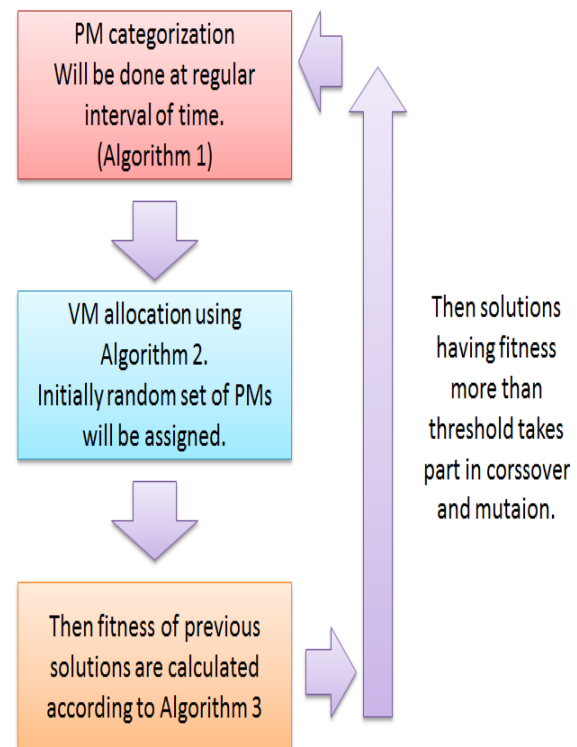 PM categorization
Will be done at regular
interval of time.
(Algorithm 1)
VM allocation using
Algorithm 2.
Initially random set of PMs
will be assigned.
Then fitness of previous
solutions are calculated
according to Algorithm 3
Then solutions
having fitness
more than
threshold takes
part in corssover
and mutaion.